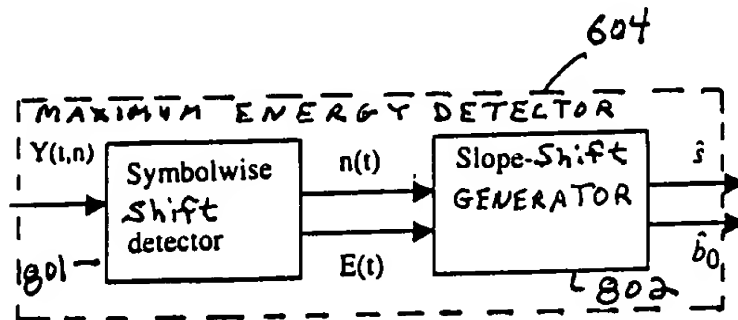 604
MAXIMUM ENERGY DETECTOR
Y(t,n)
Symbolwise
Shift
detector
801
n(t)
E(t)
Slope-Shift
GENERATOR
802
ŝ
b̂0